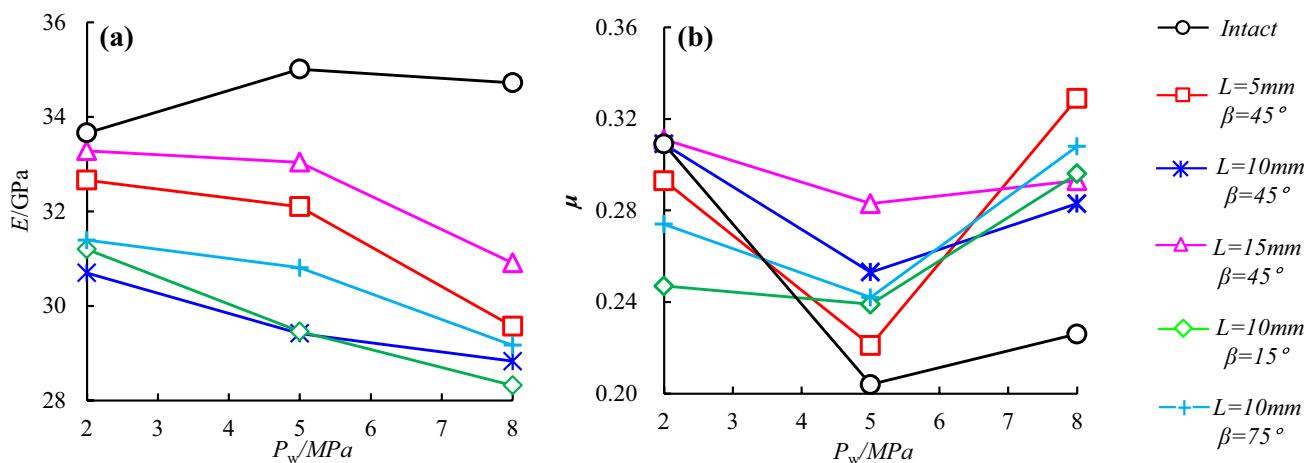 (a)
E/GPa
36
34
32
30
28
2 3 4 5 6 7 8
P_w/MPa
(b)
μ
0.36
0.32
0.28
0.24
0.20
2 3 4 5 6 7 8
P_w/MPa
Intact
L=5mm
β=45°
L=10mm
β=45°
L=15mm
β=45°
L=10mm
β=15°
L=10mm
β=75°